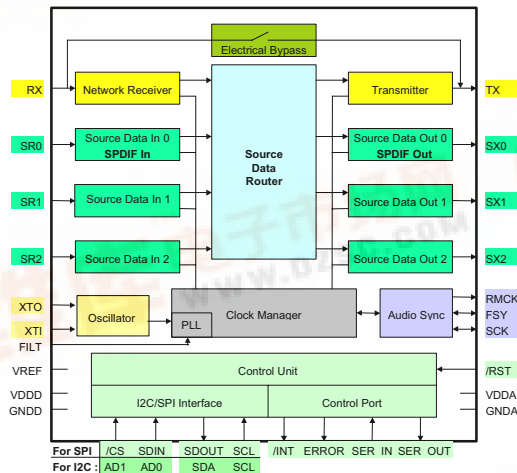 Electrical Bypass
RX
Network Receiver
Transmitter
TX
SR0
Source Data In 0
SPDIF In
Source
Data
Router
Source Data Out 0
SPDIF Out
SX0
SR1
Source Data In 1
Source Data Out 1
SX1
SR2
Source Data In 2
Source Data Out 2
SX2
XTO
XTI
Oscillator
PLL
Clock Manager
Audio Sync
RMCK
FSY
SCK
FILT
VREF
Control Unit
/RST
VDDD
GNDD
I2C/SPI Interface
Control Port
VDDA
GNDA
For SPI /CS SDIN SDOUT SCL /INT ERROR SER IN SER OUT
For I2C : AD1 AD0 SDA SCL
WWW.DZSC.COM